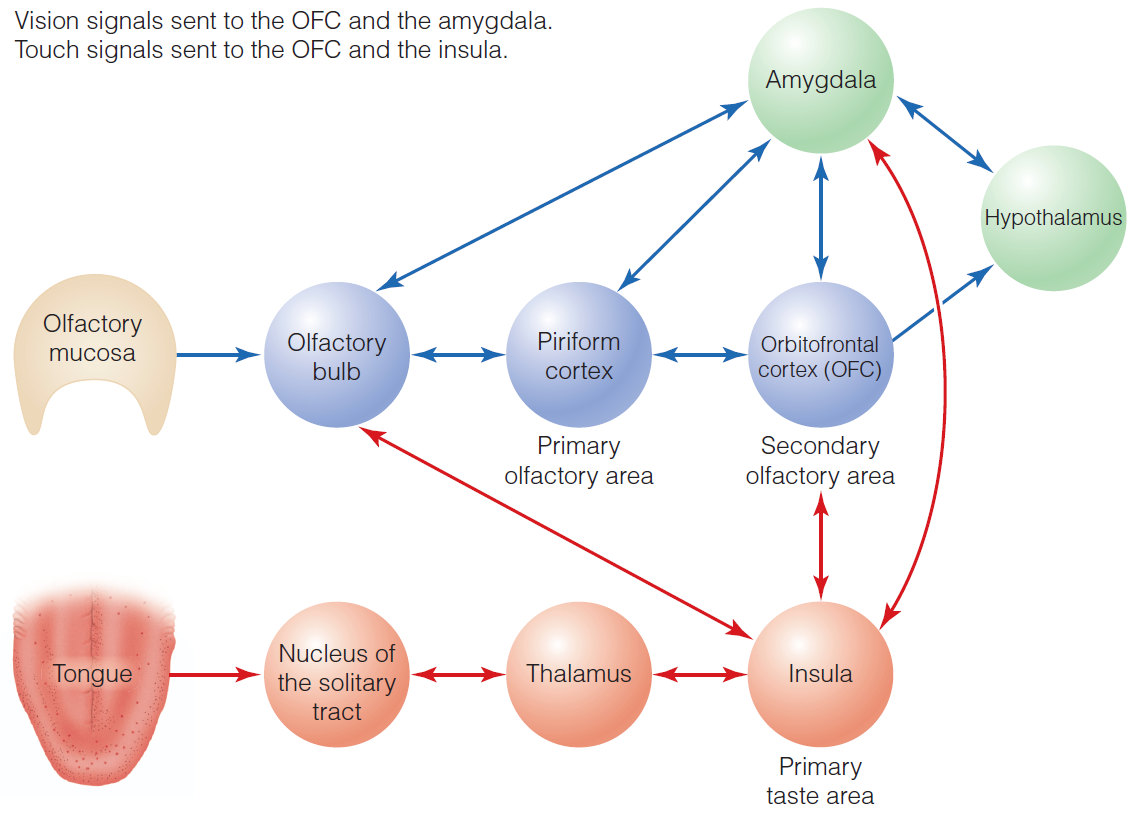 Vision signals sent to the OFC and the amygdala.
Touch signals sent to the OFC and the insula.
Amygdala
Hypothalamus
Olfactory
mucosa
Olfactory
bulb
Piriform
cortex
Orbitofrontal
cortex (OFC)
Primary
olfactory area
Secondary
olfactory area
Tongue
Nucleus of
the solitary
tract
Thalamus
Insula
Primary
taste area